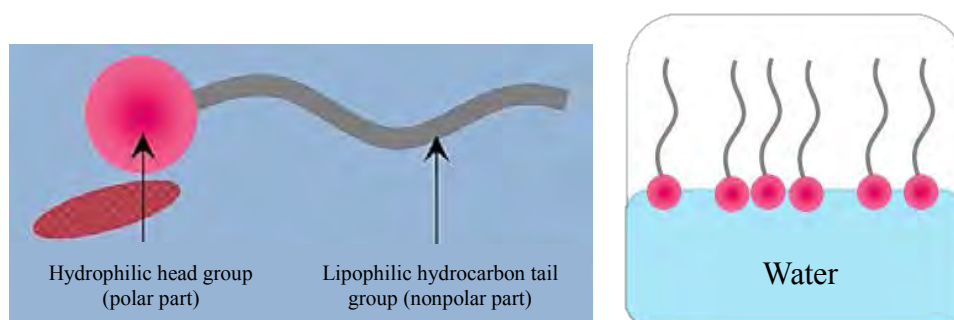 Hydrophilic head group
(polar part)
Lipophilic hydrocarbon tail
group (nonpolar part)
Water